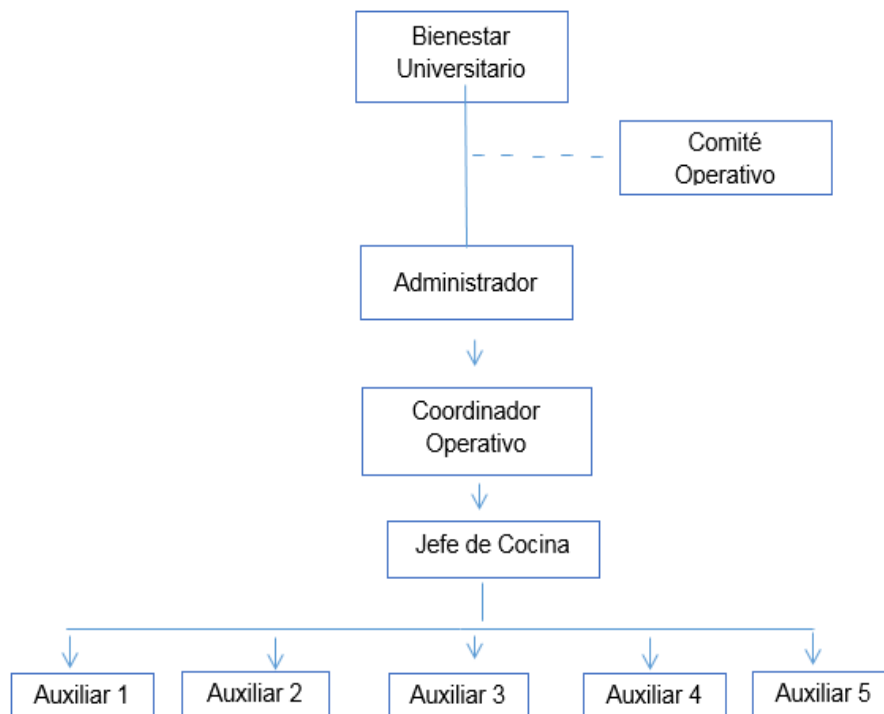 Bienestar
Universitario
Comité
Operativo
Administrador
Coordinador
Operativo
Jefe de Cocina
Auxiliar 1
Auxiliar 2
Auxiliar 3
Auxiliar 4
Auxiliar 5